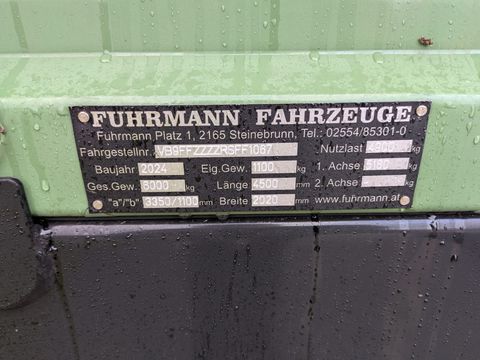 FUHRMANN FAHRZEUGE
Fuhrmann Platz 1, 2165 Steinebrunn, Tel.: 02554/85301-0
Fahrgestellnr. VB9FFZZZZRSFF1067 Nutzlast 4900 kg
Baujahr 2024 Eig.Gew. 1100 kg 1. Achse 5180 kg
Ges.Gew. 6000 kg Länge 4500 mm 2. Achse - kg
"a"/"b" 3350/1100 mm Breite 2020 mm www.fuhrmann.at